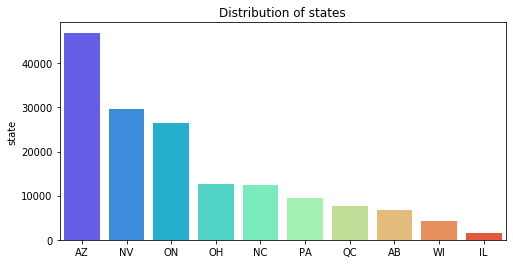 Distribution of states
state
40000
30000
20000
10000
0
AZ NV ON OH NC PA QC AB WI IL